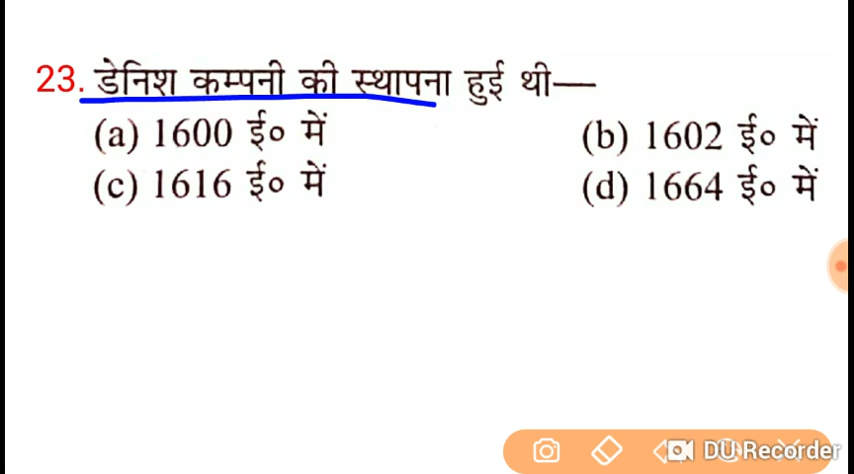 23. डेनिश कम्पनी की स्थापना हुई थी—
(a) 1600 ई० में (b) 1602 ई० में
(c) 1616 ई० में (d) 1664 ई० में
DU Recorder